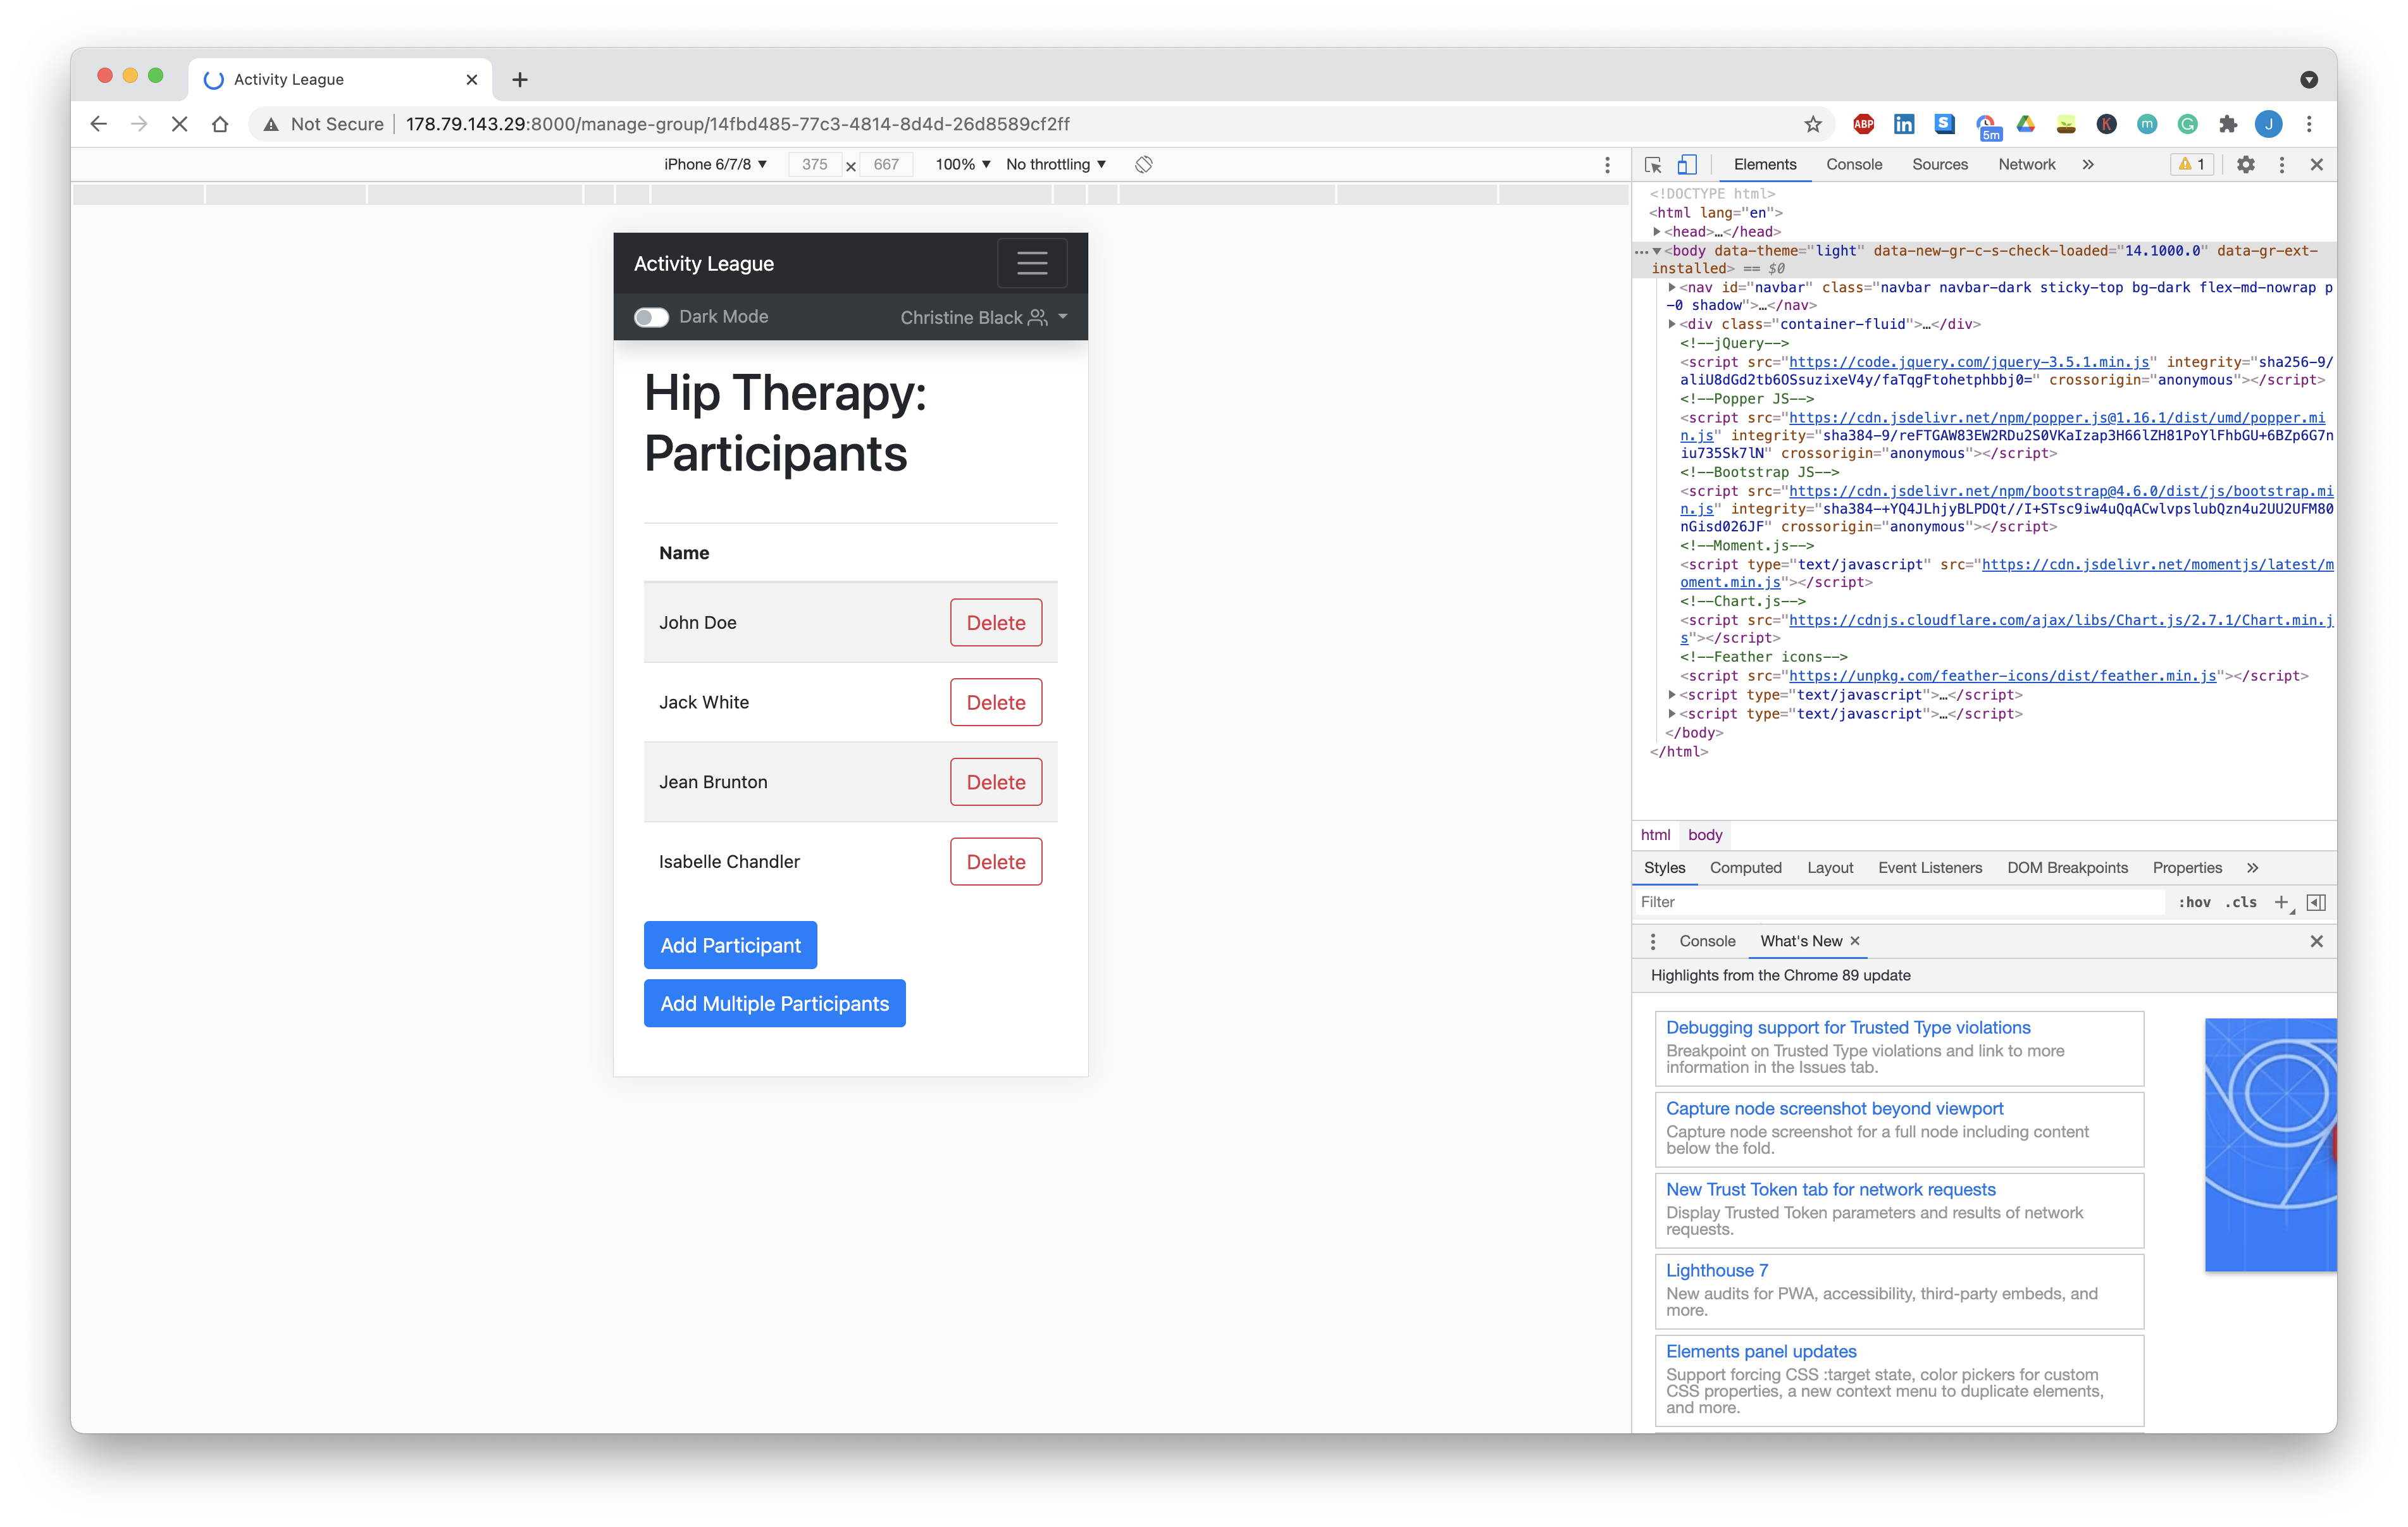 Activity League
Not Secure 178.79.143.29:8000/manage-group/14fbd485-77c3-4814-8d4d-26d8589cf2ff
ABP in S 5m K m G J
iPhone 6/7/8 ▼ 375 × 667 100% ▼ No throttling ▼
Activity League
Dark Mode Christine Black
Hip Therapy:
Participants
Name
John Doe Delete
Jack White Delete
Jean Brunton Delete
Isabelle Chandler Delete
Add Participant
Add Multiple Participants
Elements Console Sources Network » 1
<!DOCTYPE html>
<html lang="en">
<head>…</head>
<body data-theme="light" data-new-gr-c-s-check-loaded="14.1000.0" data-gr-ext-
installed> == $0
<nav id="navbar" class="navbar navbar-dark sticky-top bg-dark flex-md-nowrap p
-0 shadow">…</nav>
<div class="container-fluid">…</div>
<!--jQuery-->
<script src="https://code.jquery.com/jquery-3.5.1.min.js" integrity="sha256-9/
aliU8dGd2tb6OSsuzixeV4y/faTqgFtohetphbbj0=" crossorigin="anonymous"></script>
<!--Popper JS-->
<script src="https://cdn.jsdelivr.net/npm/popper.js@1.16.1/dist/umd/popper.mi
n.js" integrity="sha384-9/reFTGAW83EW2RDu2S0VKaIzap3H66lZH81PoYlFhbGU+6BZp6G7n
iu735Sk7lN" crossorigin="anonymous"></script>
<!--Bootstrap JS-->
<script src="https://cdn.jsdelivr.net/npm/bootstrap@4.6.0/dist/js/bootstrap.mi
n.js" integrity="sha384-+YQ4JLhjyBLPDQt//I+STsc9iw4uQqACwlvpslubQzn4u2UU2UFM80
nGisd026JF" crossorigin="anonymous"></script>
<!--Moment.js-->
<script type="text/javascript" src="https://cdn.jsdelivr.net/momentjs/latest/m
oment.min.js"></script>
<!--Chart.js-->
<script src="https://cdnjs.cloudflare.com/ajax/libs/Chart.js/2.7.1/Chart.min.j
s"></script>
<!--Feather icons-->
<script src="https://unpkg.com/feather-icons/dist/feather.min.js"></script>
<script type="text/javascript">…</script>
<script type="text/javascript">…</script>
</body>
</html>
html body
Styles Computed Layout Event Listeners DOM Breakpoints Properties »
Filter :hov .cls +
Console What's New ×
Highlights from the Chrome 89 update
Debugging support for Trusted Type violations
Breakpoint on Trusted Type violations and link to more
information in the Issues tab.
Capture node screenshot beyond viewport
Capture node screenshot for a full node including content
below the fold.
New Trust Token tab for network requests
Display Trusted Token parameters and results of network
requests.
Lighthouse 7
New audits for PWA, accessibility, third-party embeds, and
more.
Elements panel updates
Support forcing CSS :target state, color pickers for custom
CSS properties, a new context menu to duplicate elements,
and more.